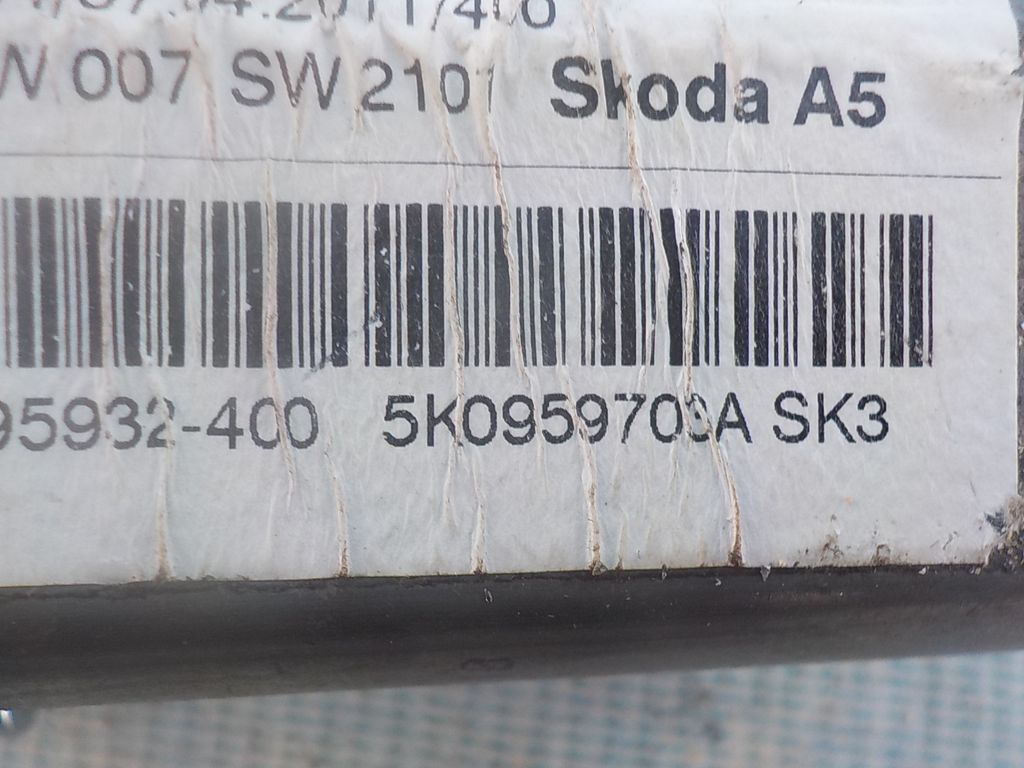 W 007 SW 2101 Skoda A5
95932-400 5K0959703A SK3